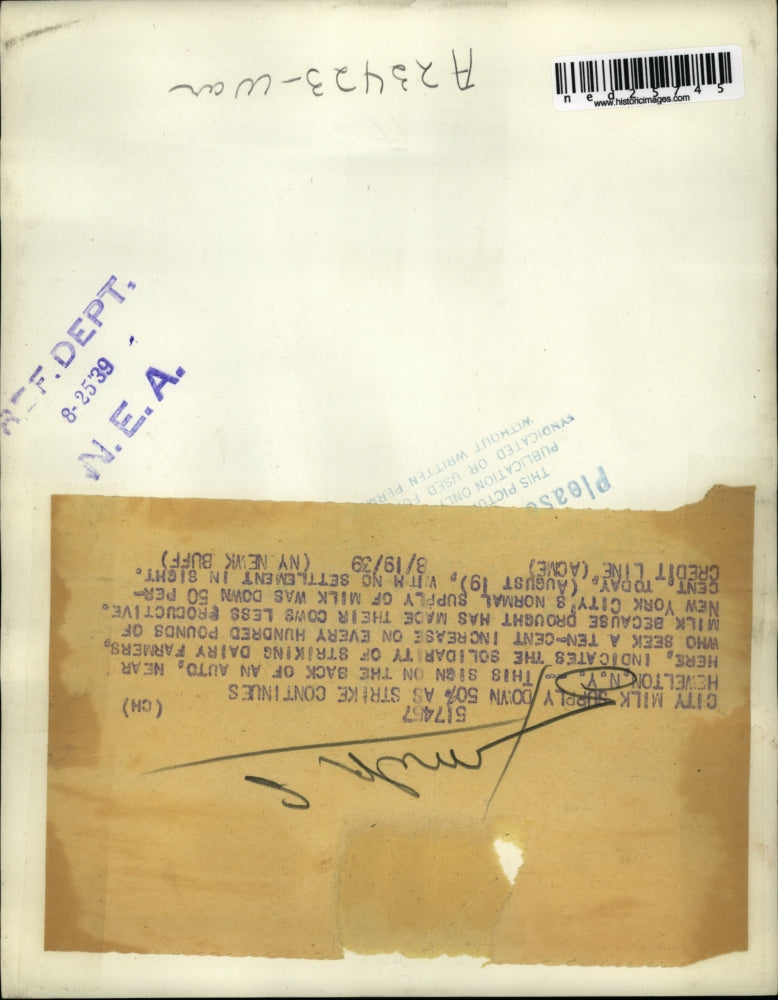 A23423-war
ned25745
www.historicimages.com
REF. DEPT.
8-25'39
N.E.A.
Please
THIS PICTU
PUBLICATION ONLY
SYNDICATED OR USED FO
WITHOUT WRITTEN PERM
milk
517467 (CH)
CITY MILK SUPPLY DOWN 50% AS STRIKE CONTINUES
HEWELTON, N.Y. -- THIS SIGN ON THE BACK OF AN AUTO, NEAR
HERE, INDICATES THE SOLIDARITY OF STRIKING DAIRY FARMERS,
WHO SEEK A TEN-CENT INCREASE ON EVERY HUNDRED POUNDS OF
MILK BECAUSE DROUGHT HAS MADE THEIR COWS LESS PRODUCTIVE.
NEW YORK CITY'S NORMAL SUPPLY OF MILK WAS DOWN 50 PER-
CENT, TODAY, (AUGUST 19), WITH NO SETTLEMENT IN SIGHT.
CREDIT LINE (ACME) 8/19/39 (NY NEWK BUFF)